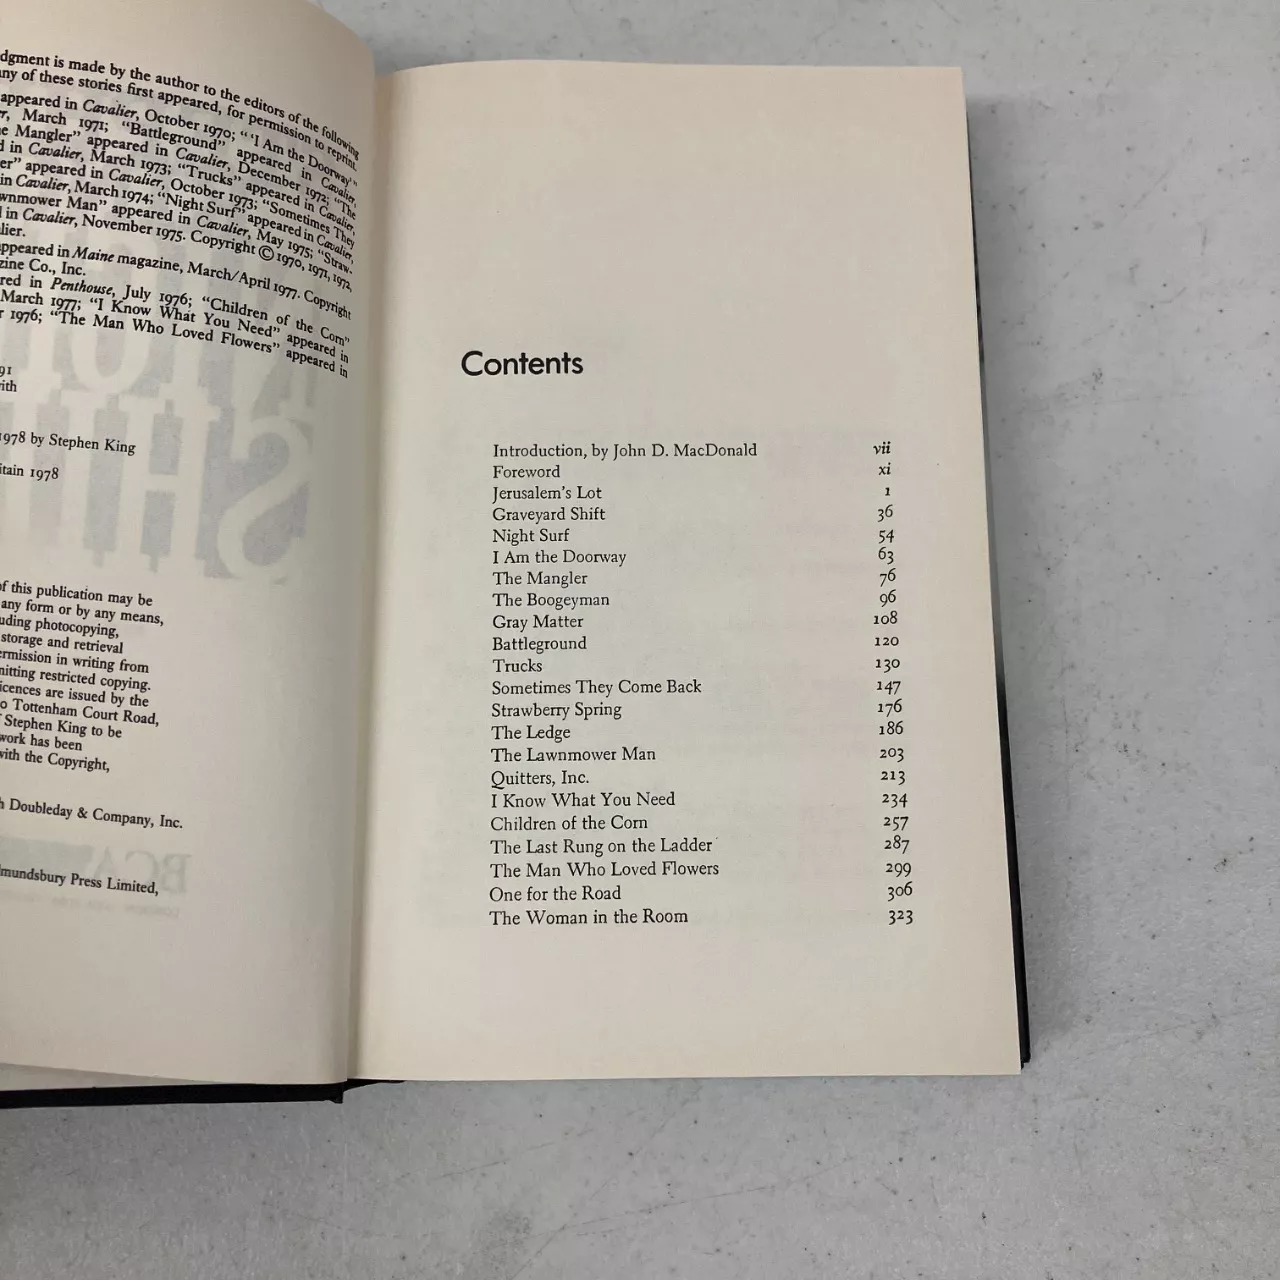 dgment is made by the author to the editors of the following
any of these stories first appeared, for permission to reprint.
appeared in Cavalier, October 1970; "'I Am the Doorway"
er, March 1971; "Battleground" appeared in Cavalier,
e Mangler" appeared in Cavalier, December 1972; "The
d in Cavalier, March 1973; "Trucks" appeared in Cavalier,
er" appeared in Cavalier, October 1973; "Sometimes They
in Cavalier, March 1974; "Night Surf" appeared in Cavalier,
wnmower Man" appeared in Cavalier, May 1975; "Straw-
d in Cavalier, November 1975. Copyright © 1970, 1971, 1972,
lier.
appeared in Maine magazine, March/April 1977. Copyright
zine Co., Inc.
red in Penthouse, July 1976; "Children of the Corn"
March 1977; "I Know What You Need" appeared in
r 1976; "The Man Who Loved Flowers" appeared in
91
ith
1978 by Stephen King
itain 1978
of this publication may be
any form or by any means,
uding photocopying,
storage and retrieval
ermission in writing from
mitting restricted copying.
icences are issued by the
o Tottenham Court Road,
f Stephen King to be
work has been
with the Copyright,
h Doubleday & Company, Inc.
dmundsbury Press Limited,
Contents
Introduction, by John D. MacDonald vii
Foreword xi
Jerusalem's Lot 1
Graveyard Shift 36
Night Surf 54
I Am the Doorway 63
The Mangler 76
The Boogeyman 96
Gray Matter 108
Battleground 120
Trucks 130
Sometimes They Come Back 147
Strawberry Spring 176
The Ledge 186
The Lawnmower Man 203
Quitters, Inc. 213
I Know What You Need 234
Children of the Corn 257
The Last Rung on the Ladder 287
The Man Who Loved Flowers 299
One for the Road 306
The Woman in the Room 323